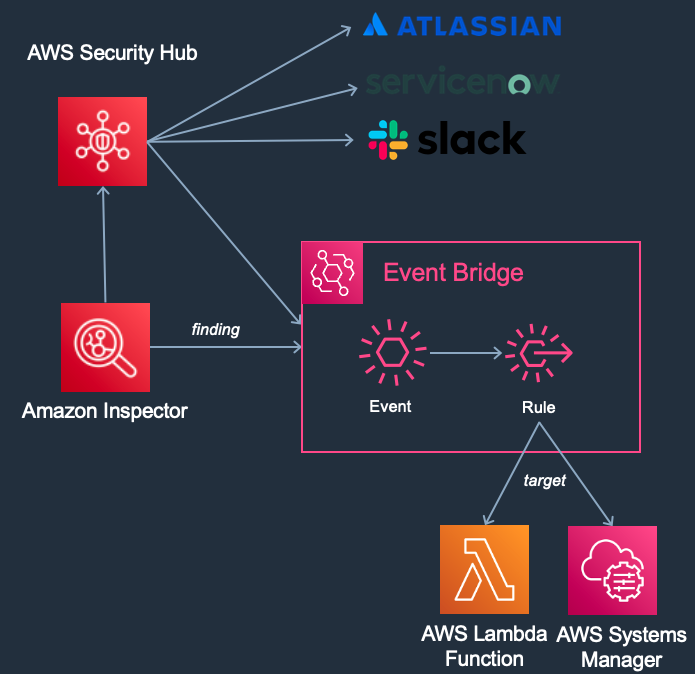 AWS Security Hub
ATLASSIAN
servicenow
slack
Event Bridge
finding
Amazon Inspector
Event
Rule
target
AWS Lambda
Function
AWS Systems
Manager